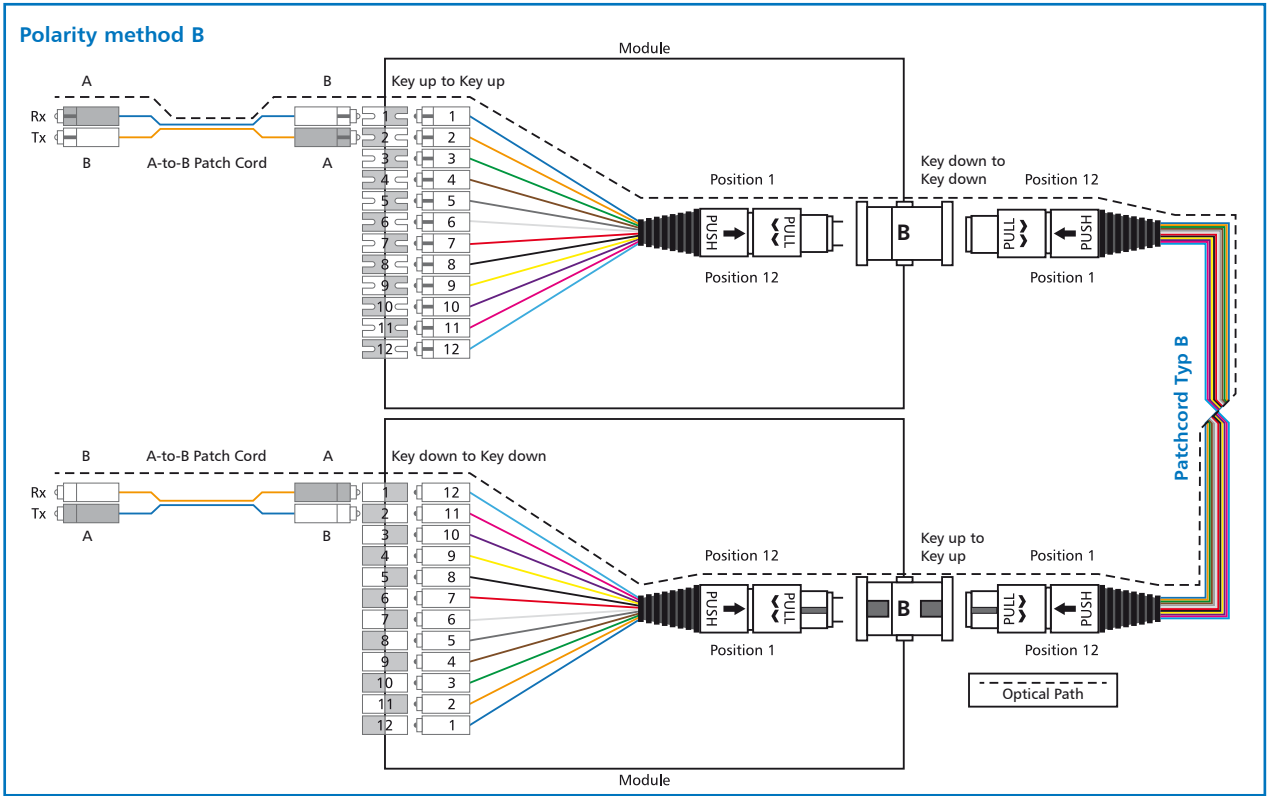 Polarity method B
Module
A
B
Key up to Key up
Rx
Tx
B
A-to-B Patch Cord
A
1 1
2 2
3 3
4 4
5 5
6 6
7 7
8 8
9 9
10 10
11 11
12 12
Position 1
PUSH
PULL
Position 12
Key down to
Key down
B
Position 12
PULL
PUSH
Position 1
Patchcord Typ B
B
A-to-B Patch Cord
A
Key down to Key down
Rx
Tx
A
B
1 12
2 11
3 10
4 9
5 8
6 7
7 6
8 5
9 4
10 3
11 2
12 1
Position 12
PUSH
PULL
Position 1
Key up to
Key up
B
Position 1
PULL
PUSH
Position 12
Optical Path
Module